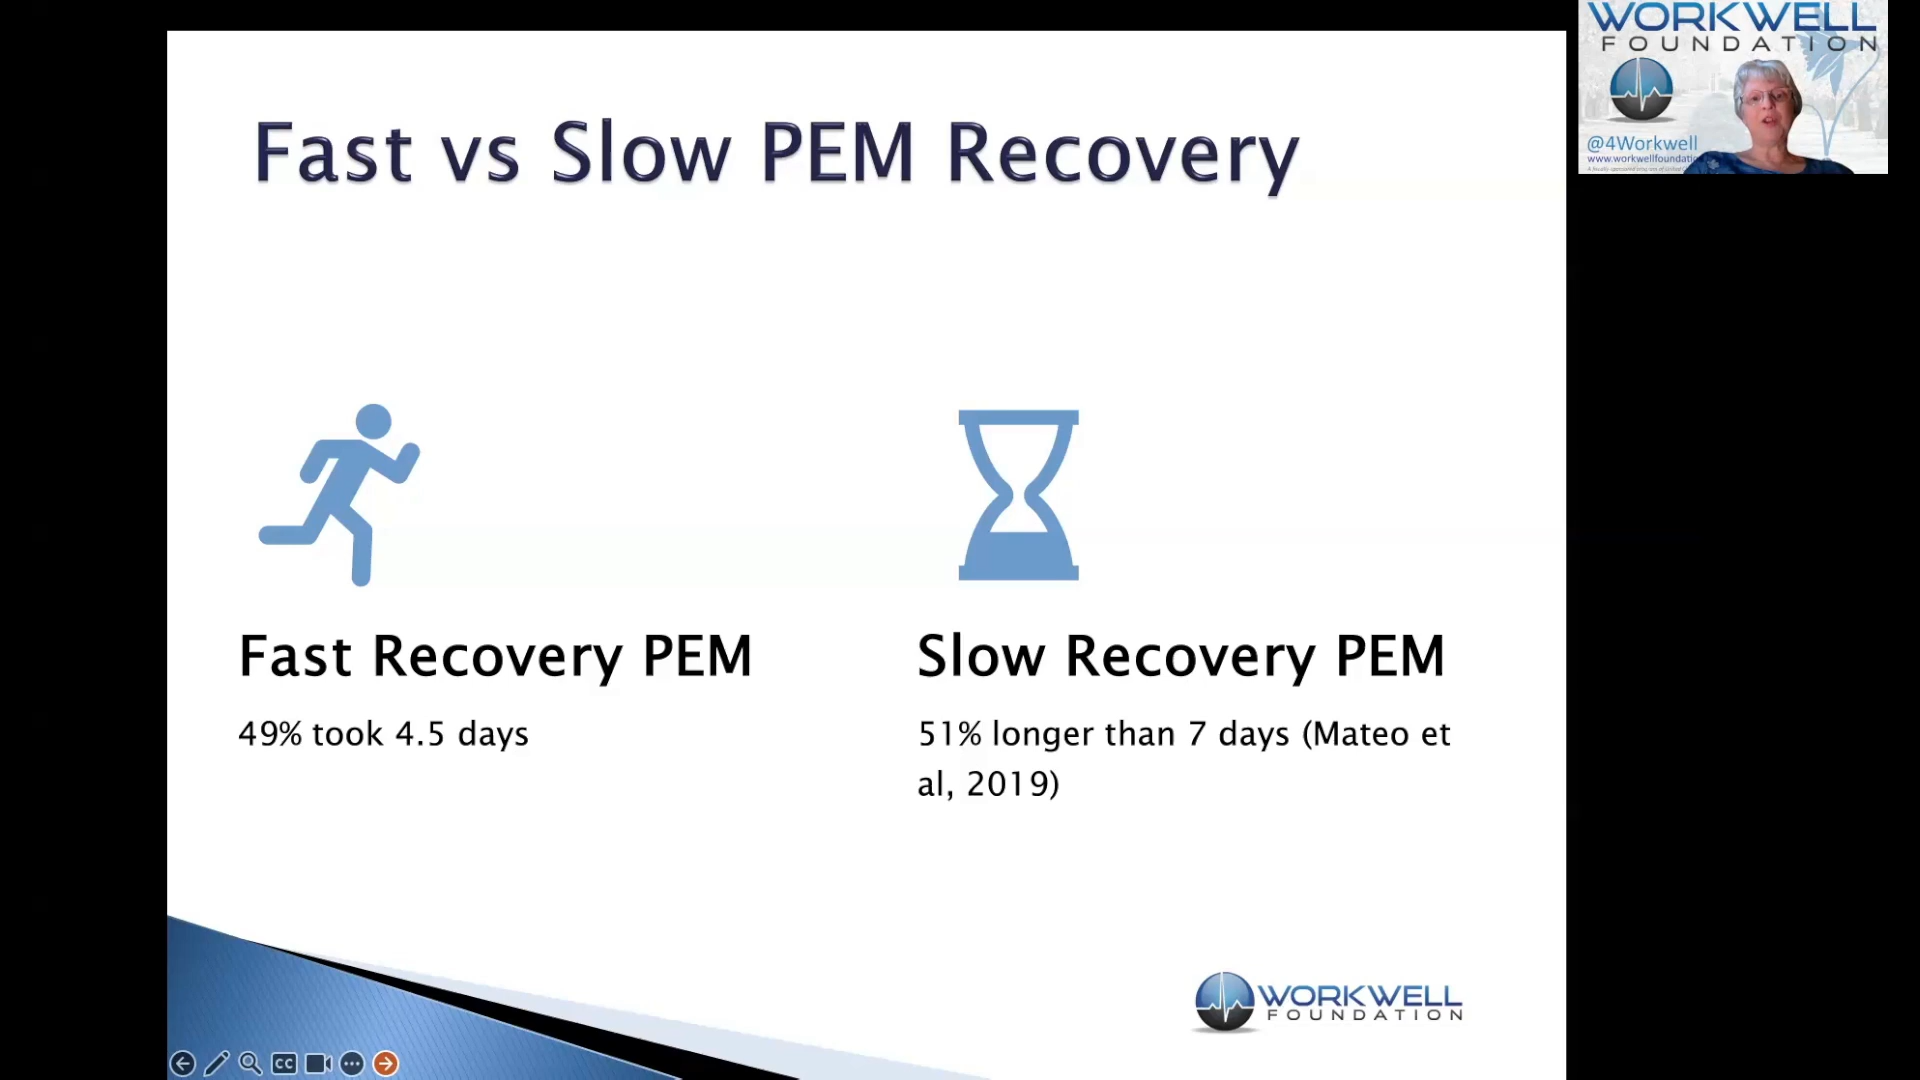 Fast vs Slow PEM Recovery
Fast Recovery PEM
49% took 4.5 days
Slow Recovery PEM
51% longer than 7 days (Mateo et
al, 2019)
WORKWELL
FOUNDATION
CC
WORKWELL
FOUNDATION
@4Workwell